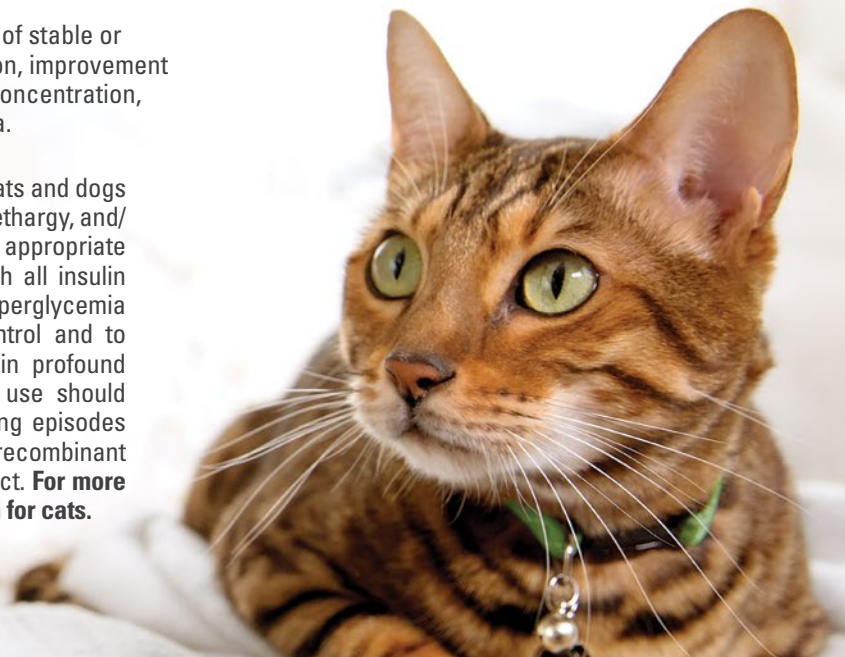 of stable or
on, improvement
oncentration,
a.
ats and dogs
ethargy, and/
appropriate
h all insulin
perglycemia
ntrol and to
in profound
use should
ng episodes
recombinant
ct. For more
for cats.